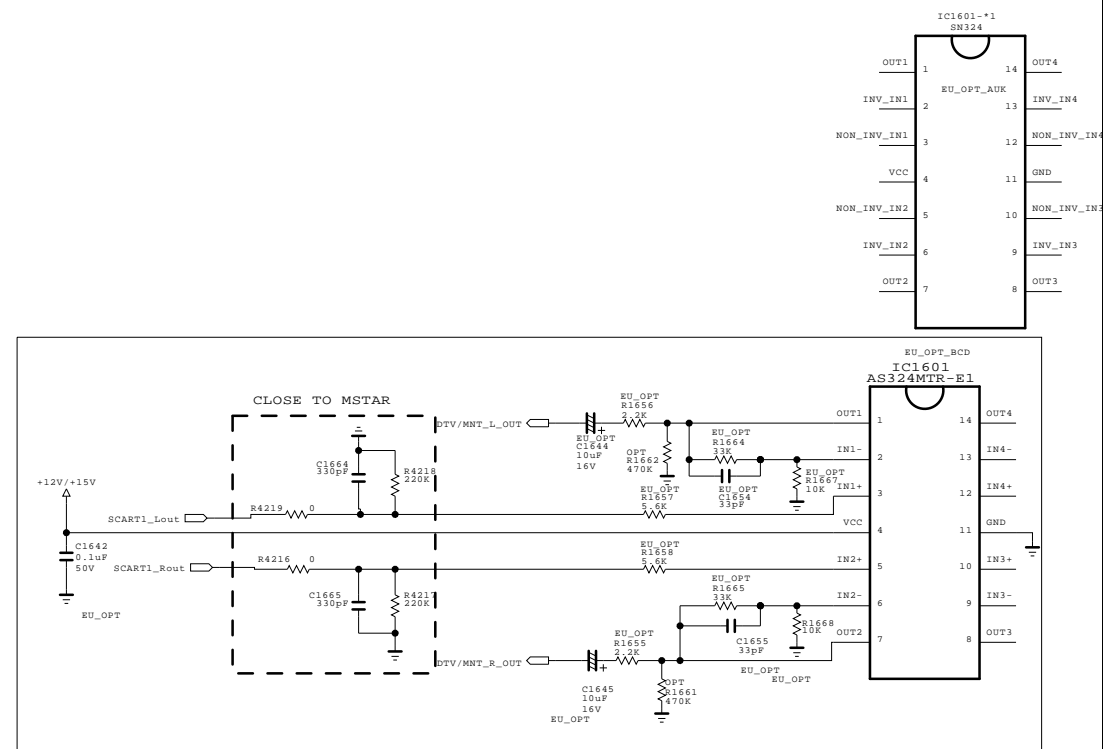 IC1601-*1
SN324
OUT1
1
14
OUT4
EU_OPT_AUK
INV_IN1
2
13
INV_IN4
NON_INV_IN1
3
12
NON_INV_IN4
VCC
4
11
GND
NON_INV_IN2
5
10
NON_INV_IN3
INV_IN2
6
9
INV_IN3
OUT2
7
8
OUT3
EU_OPT_BCD
IC1601
AS324MTR-E1
CLOSE TO MSTAR
C1664
330pF
R4218
220K
+12V/+15V
SCART1_Lout
R4219
0
C1642
0.1uF
50V
EU_OPT
SCART1_Rout
R4216
0
C1665
330pF
R4217
220K
DTV/MNT_L_OUT
EU_OPT
C1644
10uF
16V
+
EU_OPT
R1656
2.2K
OPT
R1662
470K
EU_OPT
R1664
33K
EU_OPT
C1654
33pF
EU_OPT
R1667
10K
EU_OPT
R1657
5.6K
EU_OPT
R1658
5.6K
EU_OPT
R1665
33K
C1655
33pF
EU_OPT
R1668
10K
EU_OPT
DTV/MNT_R_OUT
+
C1645
10uF
16V
EU_OPT
EU_OPT
R1655
2.2K
OPT
R1661
470K
OUT1
1
14
OUT4
IN1-
2
13
IN4-
IN1+
3
12
IN4+
VCC
4
11
GND
IN2+
5
10
IN3+
IN2-
6
9
IN3-
OUT2
7
8
OUT3